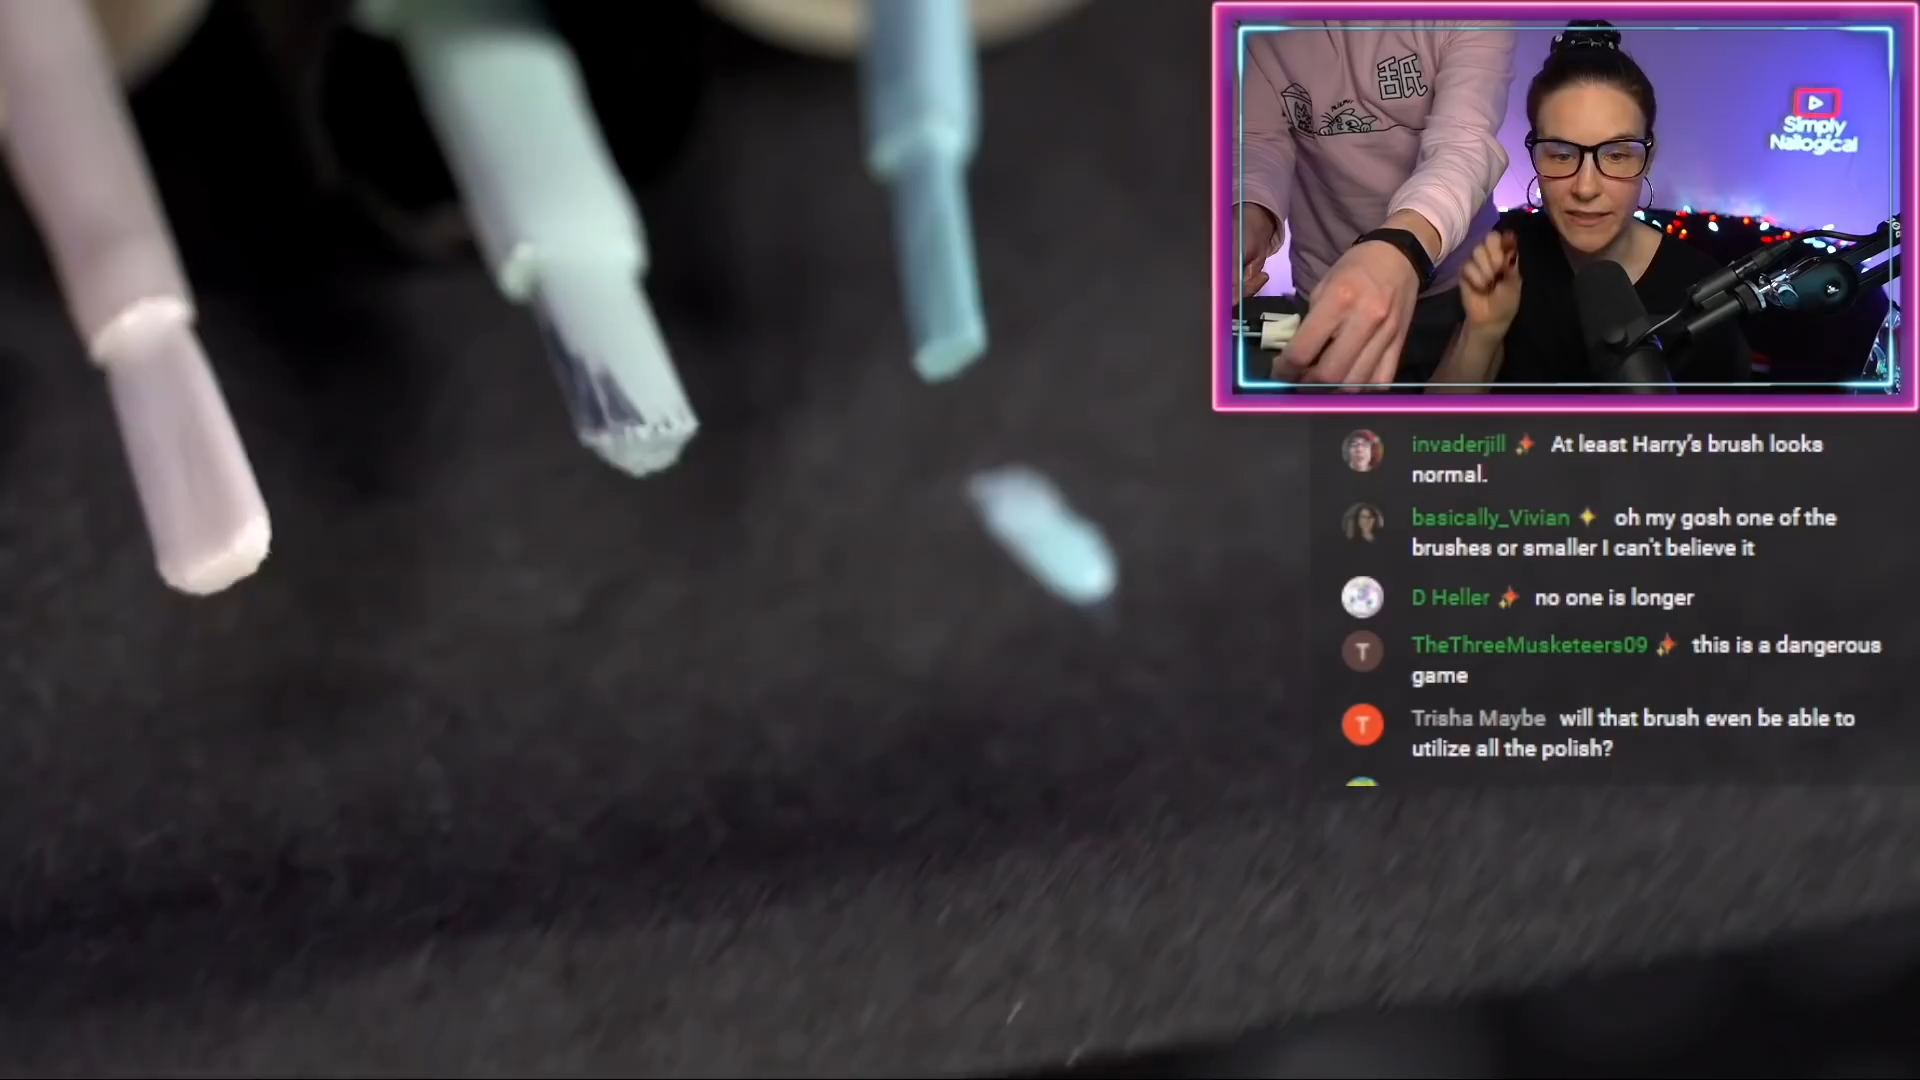 舐
Simply
Nailogical
invaderjill At least Harry's brush looks
normal.
basically_Vivian oh my gosh one of the
brushes or smaller I can't believe it
D Heller no one is longer
T TheThreeMusketeers09 this is a dangerous
game
T Trisha Maybe will that brush even be able to
utilize all the polish?